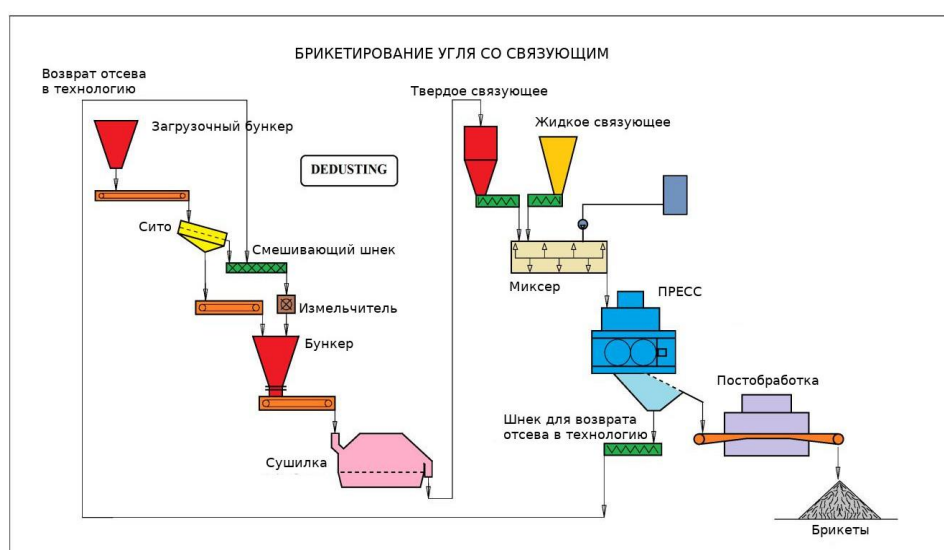 БРИКЕТИРОВАНИЕ УГЛЯ СО СВЯЗУЮЩИМ
Возврат отсева
в технологию
Твердое связующее
Загрузочный бункер
Жидкое связующее
DEDUSTING
Сито
Смешивающий шнек
Миксер
ПРЕСС
Измельчитель
Бункер
Постобработка
Шнек для возврата
отсева в технологию
Сушилка
Брикеты